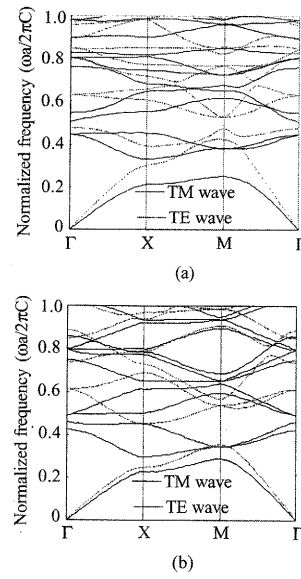 Normalized frequency (ωa/2πC)
1.0
0.8
0.6
0.4
0.2
0
TM wave
TE wave
Γ X M Γ
(a)
Normalized frequency (ωa/2πC)
1.0
0.8
0.6
0.4
0.2
0
TM wave
TE wave
Γ X M Γ
(b)